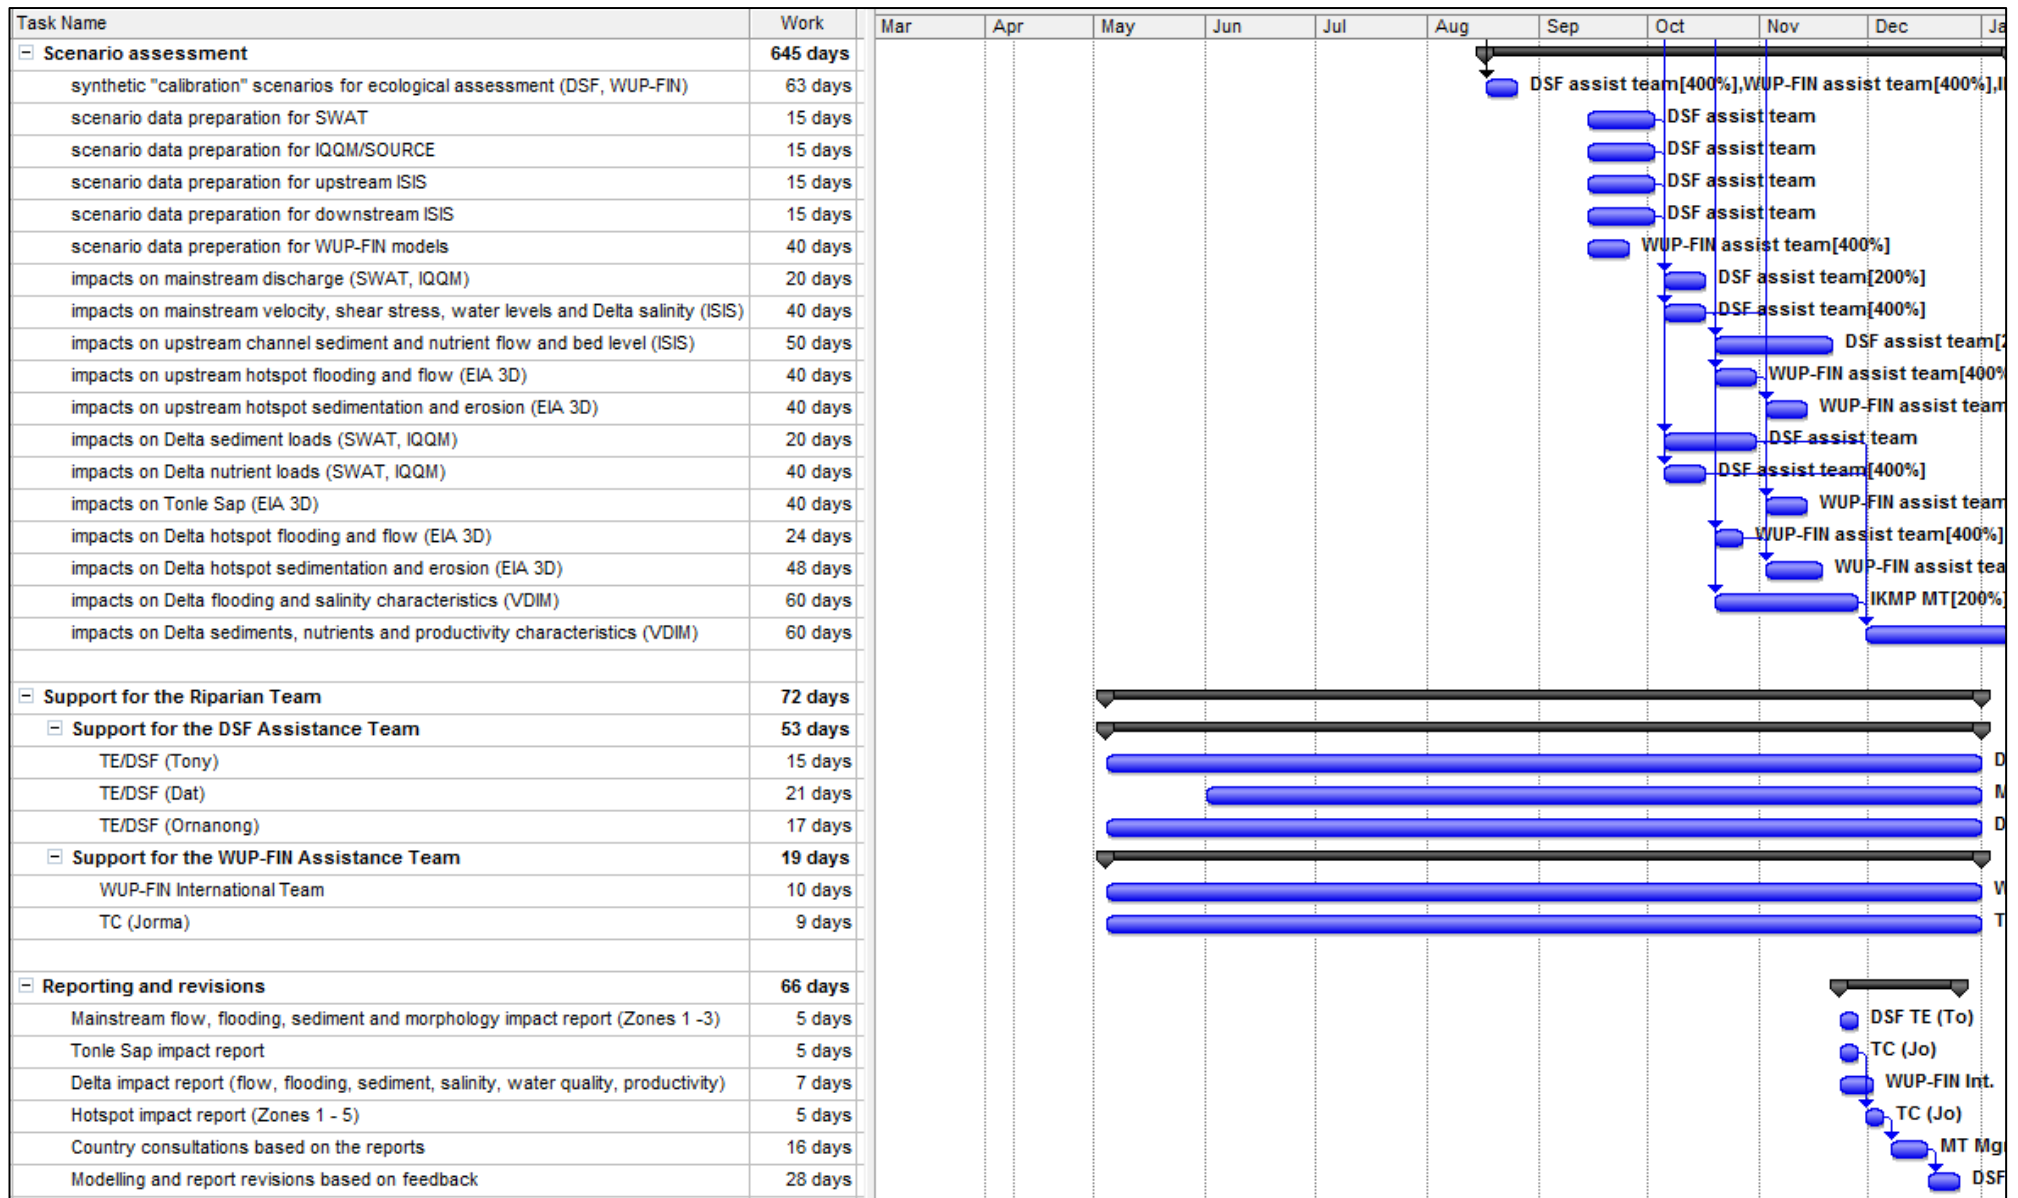 Task Name Work Mar Apr May Jun Jul Aug Sep Oct Nov Dec Ja
Scenario assessment 645 days
synthetic "calibration" scenarios for ecological assessment (DSF, WUP-FIN) 63 days DSF assist team[400%],WUP-FIN assist team[400%],I
scenario data preparation for SWAT 15 days DSF assist team
scenario data preparation for IQQM/SOURCE 15 days DSF assist team
scenario data preparation for upstream ISIS 15 days DSF assist team
scenario data preparation for downstream ISIS 15 days DSF assist team
scenario data preperation for WUP-FIN models 40 days WUP-FIN assist team[400%]
impacts on mainstream discharge (SWAT, IQQM) 20 days DSF assist team[200%]
impacts on mainstream velocity, shear stress, water levels and Delta salinity (ISIS) 40 days DSF assist team[400%]
impacts on upstream channel sediment and nutrient flow and bed level (ISIS) 50 days DSF assist team[2
impacts on upstream hotspot flooding and flow (EIA 3D) 40 days WUP-FIN assist team[400%
impacts on upstream hotspot sedimentation and erosion (EIA 3D) 40 days WUP-FIN assist team
impacts on Delta sediment loads (SWAT, IQQM) 20 days DSF assist team
impacts on Delta nutrient loads (SWAT, IQQM) 40 days DSF assist team[400%]
impacts on Tonle Sap (EIA 3D) 40 days WUP-FIN assist team
impacts on Delta hotspot flooding and flow (EIA 3D) 24 days WUP-FIN assist team[400%]
impacts on Delta hotspot sedimentation and erosion (EIA 3D) 48 days WUP-FIN assist tea
impacts on Delta flooding and salinity characteristics (VDIM) 60 days IKMP MT[200%]
impacts on Delta sediments, nutrients and productivity characteristics (VDIM) 60 days
Support for the Riparian Team 72 days
Support for the DSF Assistance Team 53 days
TE/DSF (Tony) 15 days D
TE/DSF (Dat) 21 days M
TE/DSF (Ornanong) 17 days D
Support for the WUP-FIN Assistance Team 19 days
WUP-FIN International Team 10 days W
TC (Jorma) 9 days T
Reporting and revisions 66 days
Mainstream flow, flooding, sediment and morphology impact report (Zones 1 -3) 5 days DSF TE (To)
Tonle Sap impact report 5 days TC (Jo)
Delta impact report (flow, flooding, sediment, salinity, water quality, productivity) 7 days WUP-FIN Int.
Hotspot impact report (Zones 1 - 5) 5 days TC (Jo)
Country consultations based on the reports 16 days MT Mg
Modelling and report revisions based on feedback 28 days DSF